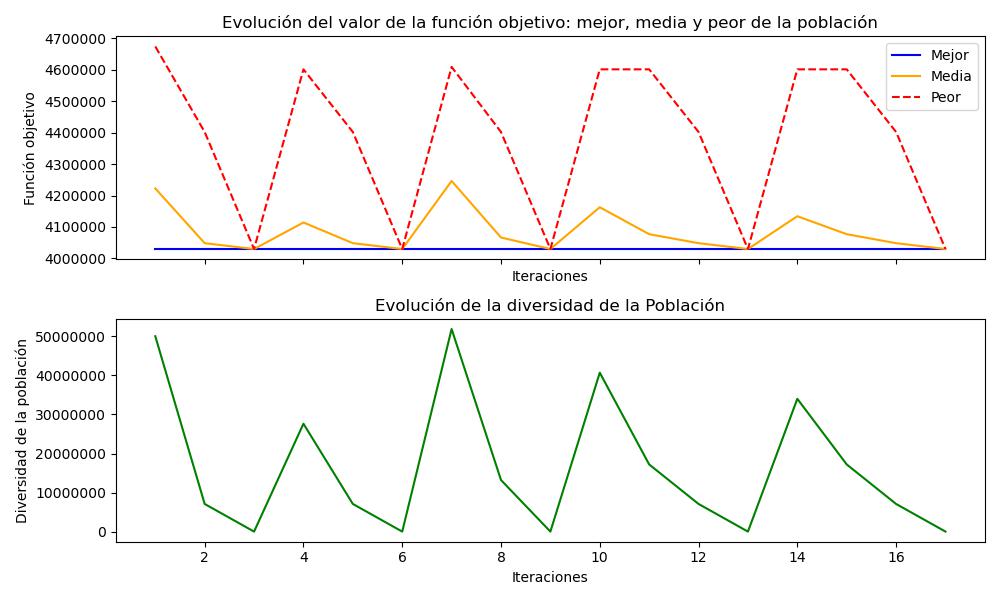 Evolución del valor de la función objetivo: mejor, media y peor de la población
4700000
4600000
4500000
4400000
4300000
4200000
4100000
4000000
Función objetivo
Mejor
Media
Peor
Iteraciones
Evolución de la diversidad de la Población
50000000
40000000
30000000
20000000
10000000
0
Diversidad de la población
2 4 6 8 10 12 14 16
Iteraciones